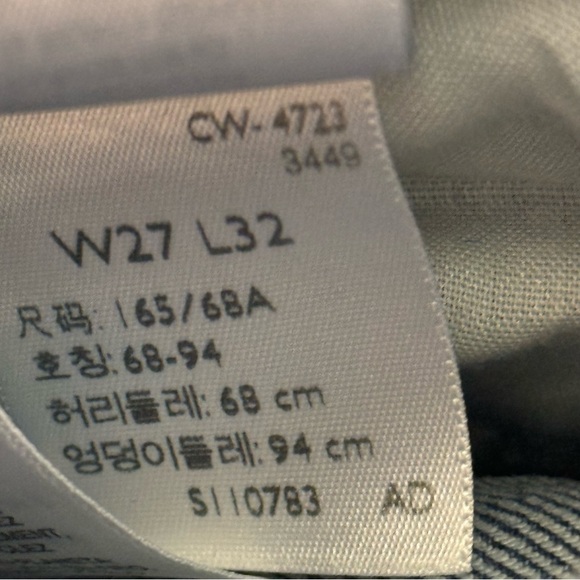 CW-4723
3449
W27 L32
尺码: 165/68A
호칭: 68-94
허리둘레: 68 cm
엉덩이뚤레: 94 cm
S110783 AD